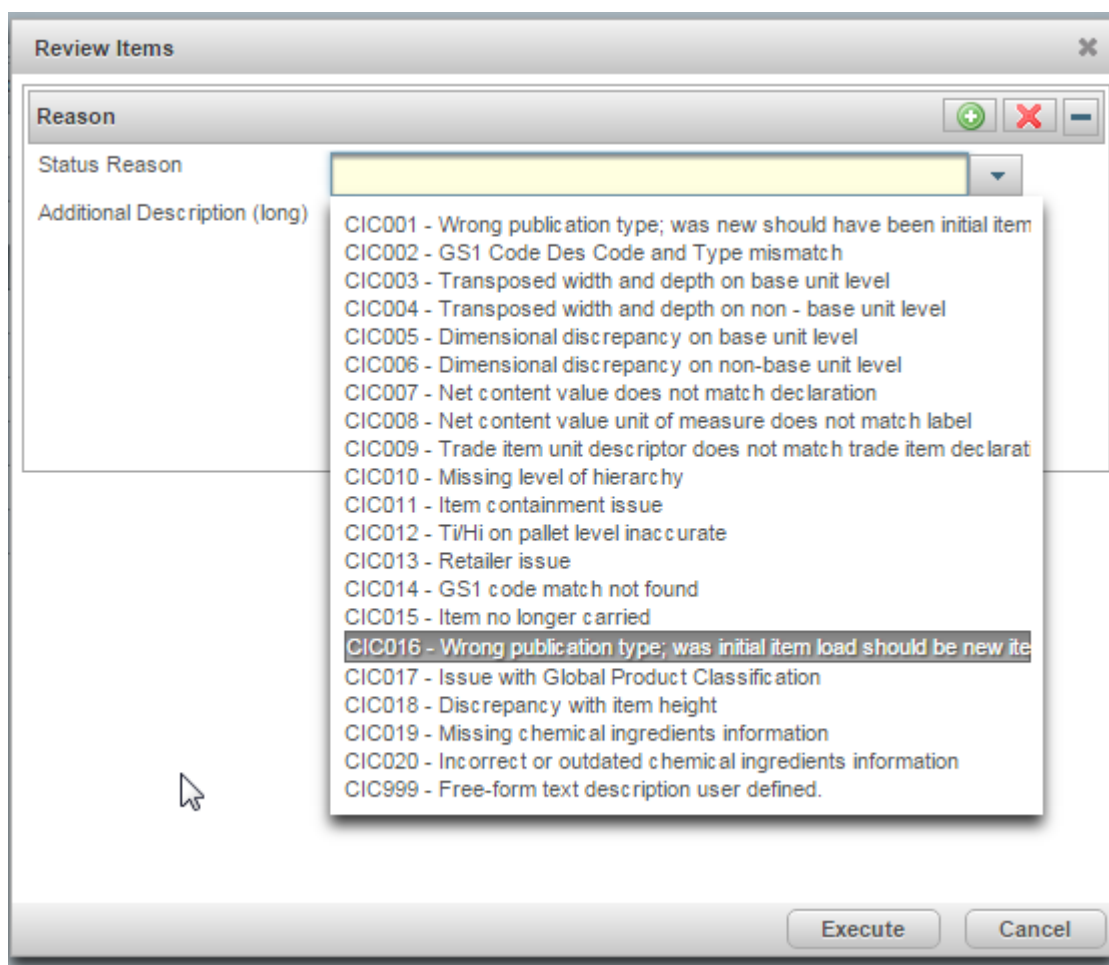 Review Items
Reason
Status Reason
Additional Description (long)
CIC001 - Wrong publication type; was new should have been initial item
CIC002 - GS1 Code Des Code and Type mismatch
CIC003 - Transposed width and depth on base unit level
CIC004 - Transposed width and depth on non - base unit level
CIC005 - Dimensional discrepancy on base unit level
CIC006 - Dimensional discrepancy on non-base unit level
CIC007 - Net content value does not match declaration
CIC008 - Net content value unit of measure does not match label
CIC009 - Trade item unit descriptor does not match trade item declarati
CIC010 - Missing level of hierarchy
CIC011 - Item containment issue
CIC012 - Ti/Hi on pallet level inaccurate
CIC013 - Retailer issue
CIC014 - GS1 code match not found
CIC015 - Item no longer carried
CIC016 - Wrong publication type; was initial item load should be new ite
CIC017 - Issue with Global Product Classification
CIC018 - Discrepancy with item height
CIC019 - Missing chemical ingredients information
CIC020 - Incorrect or outdated chemical ingredients information
CIC999 - Free-form text description user defined.
Execute
Cancel